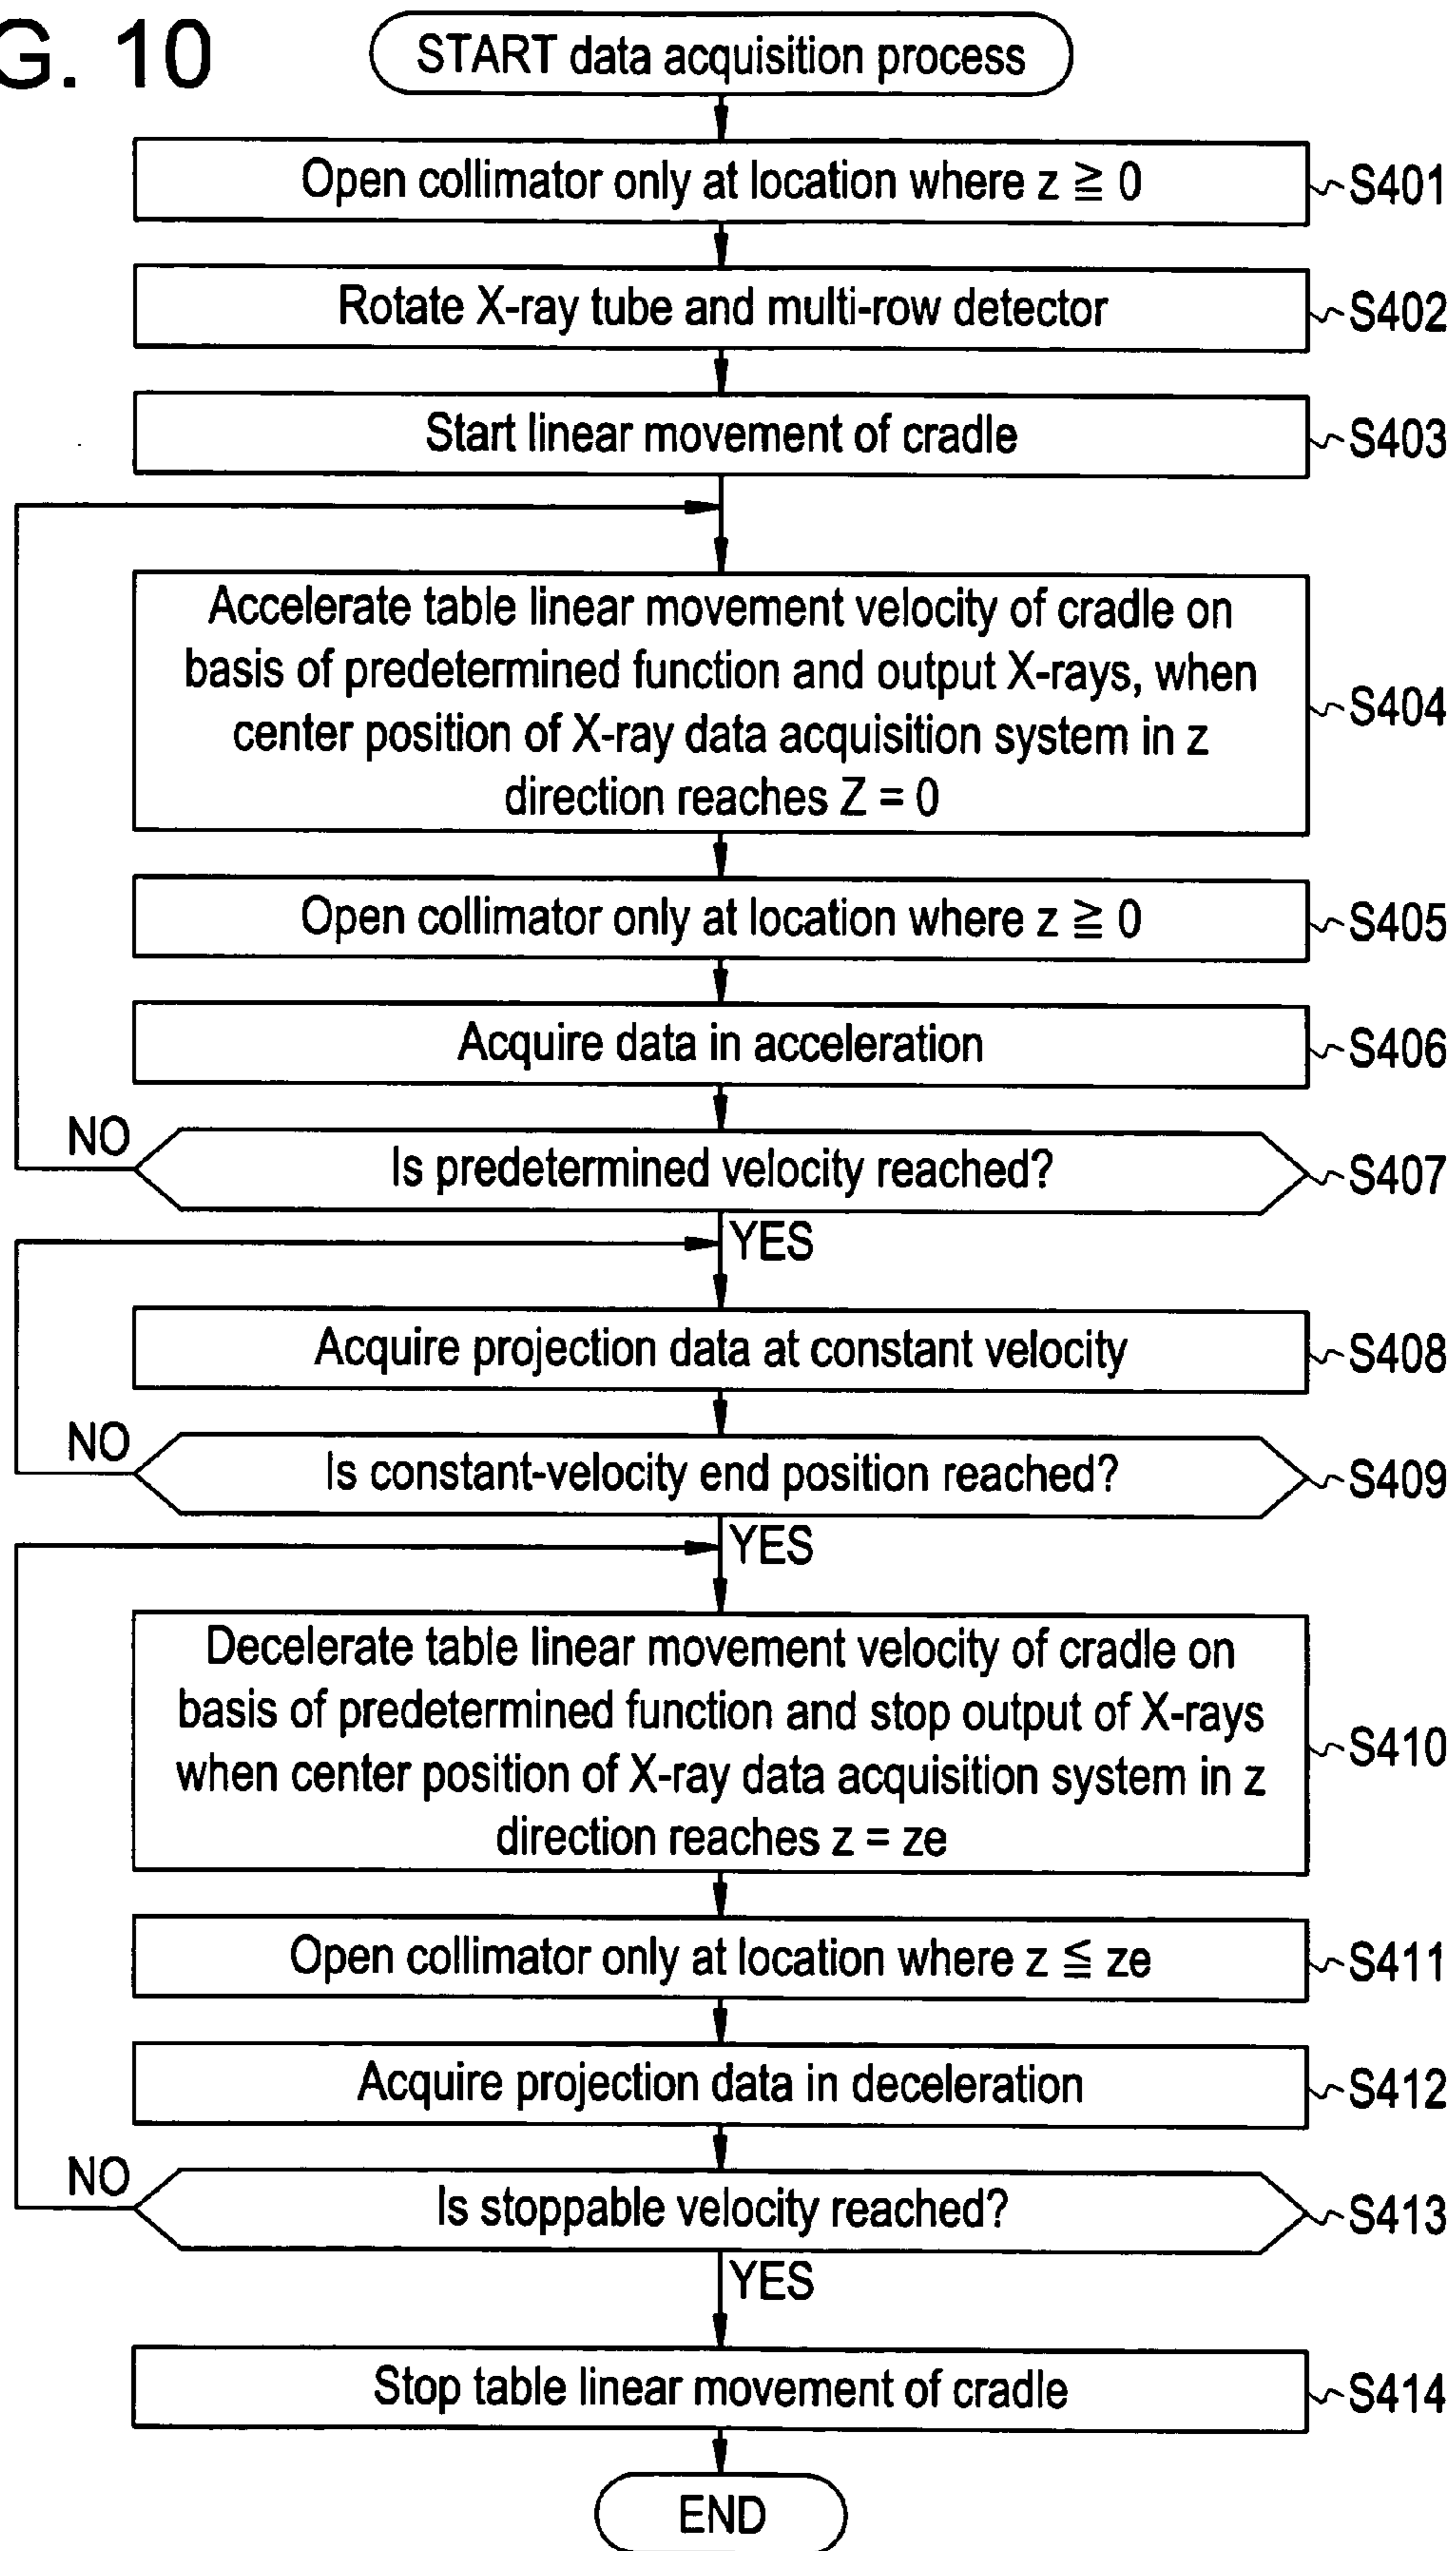 G. 10
START data acquisition process
Open collimator only at location where z ≧ 0
S401
Rotate X-ray tube and multi-row detector
S402
Start linear movement of cradle
S403
Accelerate table linear movement velocity of cradle on
basis of predetermined function and output X-rays, when
center position of X-ray data acquisition system in z
direction reaches Z = 0
S404
Open collimator only at location where z ≧ 0
S405
Acquire data in acceleration
S406
NO
Is predetermined velocity reached?
S407
YES
Acquire projection data at constant velocity
S408
NO
Is constant-velocity end position reached?
S409
YES
Decelerate table linear movement velocity of cradle on
basis of predetermined function and stop output of X-rays
when center position of X-ray data acquisition system in z
direction reaches z = ze
S410
Open collimator only at location where z ≦ ze
S411
Acquire projection data in deceleration
S412
NO
Is stoppable velocity reached?
S413
YES
Stop table linear movement of cradle
S414
END